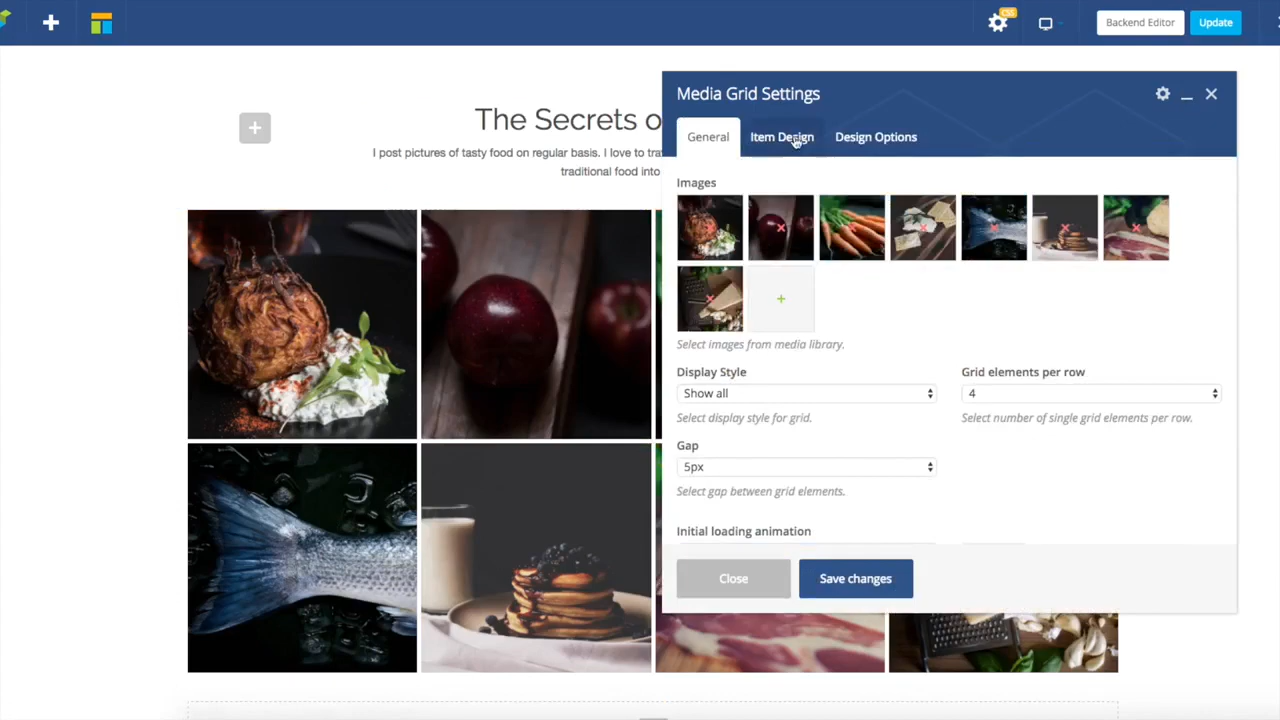 CSS
Backend Editor
Update
The Secrets o
I post pictures of tasty food on regular basis. I love to tra
traditional food into
Media Grid Settings
General
Item Design
Design Options
Images
Select images from media library.
Display Style
Grid elements per row
Show all
4
Select display style for grid.
Select number of single grid elements per row.
Gap
5px
Select gap between grid elements.
Initial loading animation
Close
Save changes